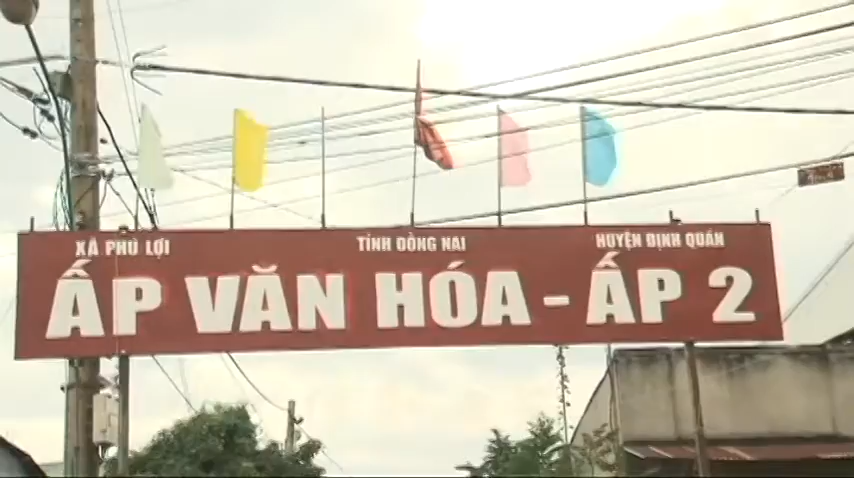 XÃ PHÚ LỢI TỈNH ĐỒNG NAI HUYỆN ĐỊNH QUÁN
ẤP VĂN HÓA - ẤP 2